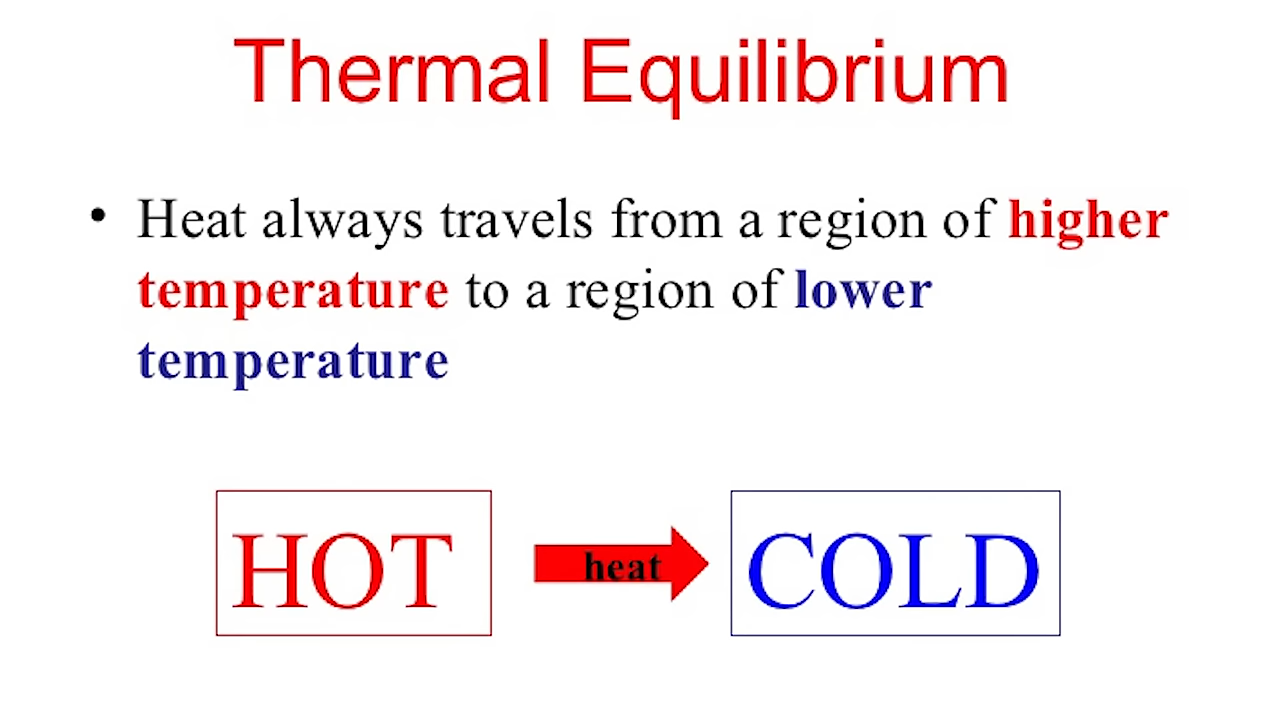 Thermal Equilibrium
• Heat always travels from a region of higher
temperature to a region of lower
temperature
HOT
heat
COLD